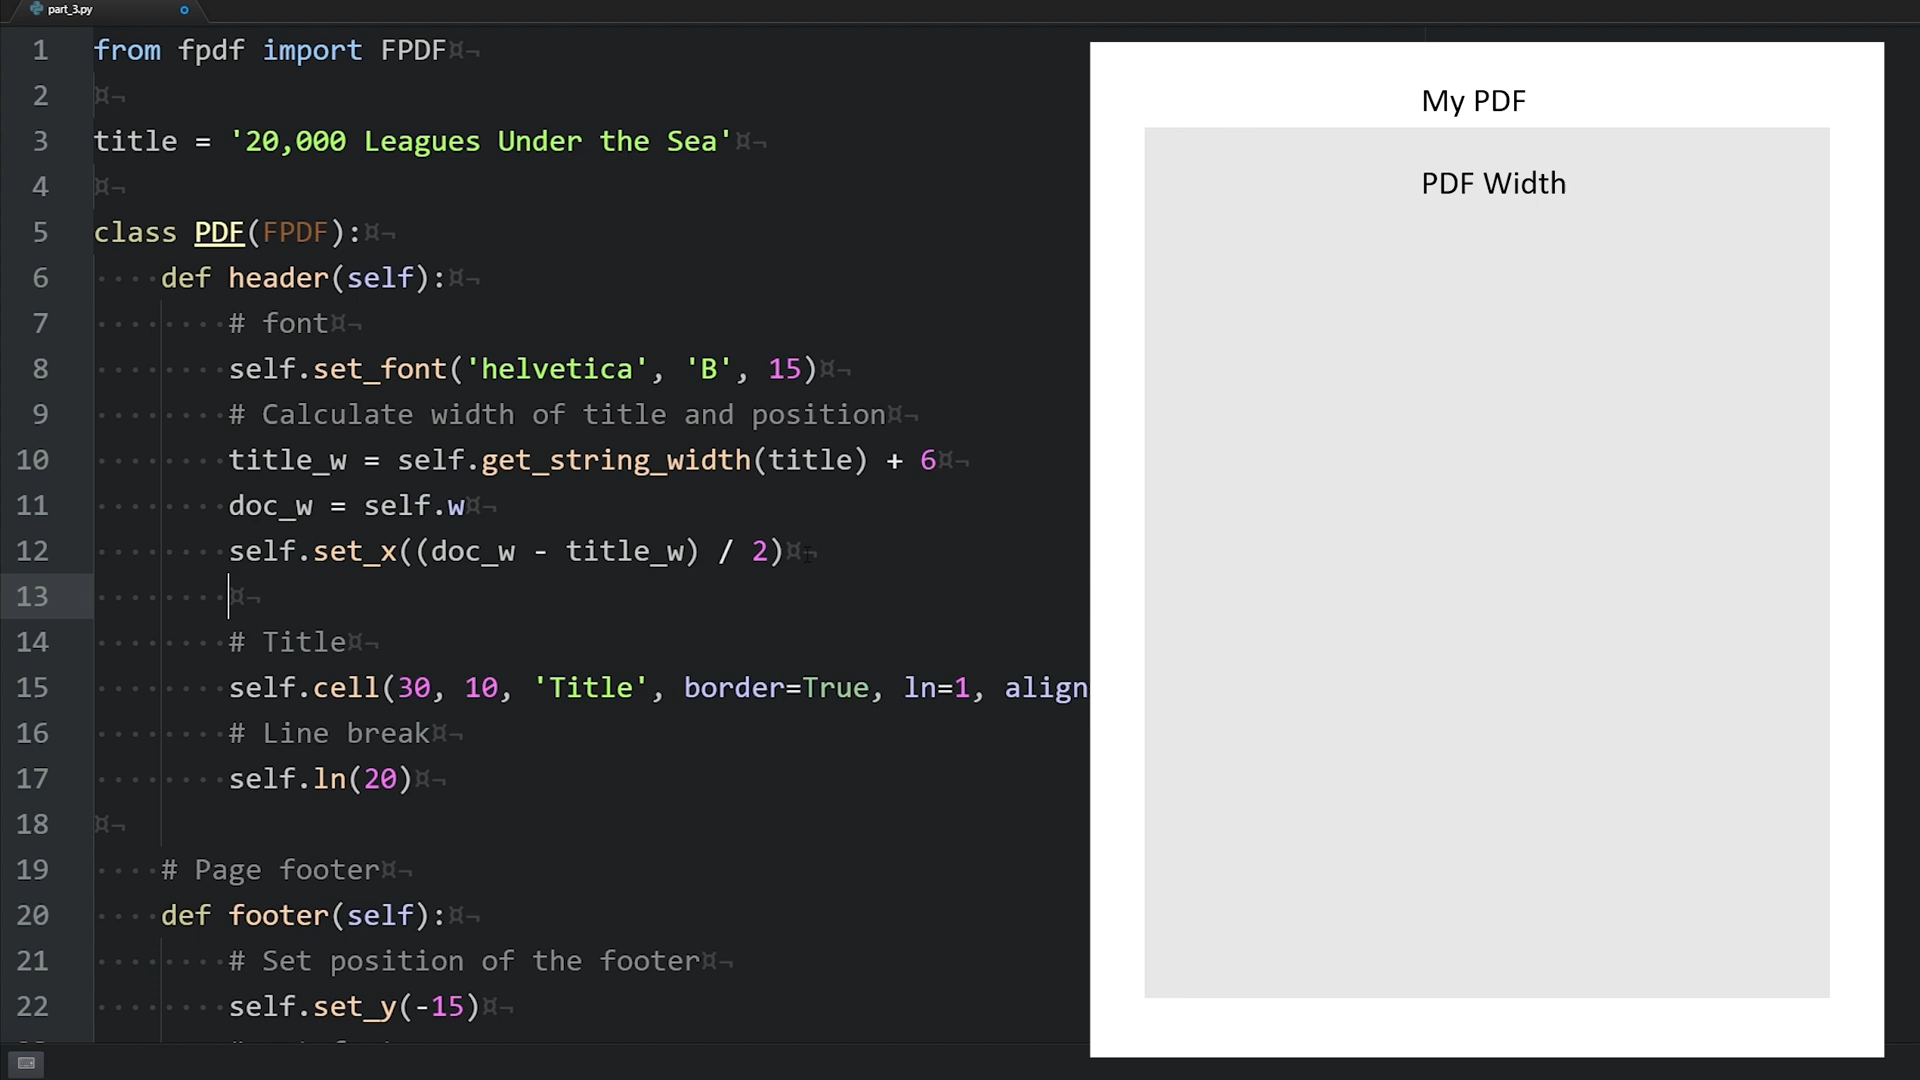 part_3.py
1 from fpdf import FPDF
2
3 title = '20,000 Leagues Under the Sea'
4
5 class PDF(FPDF):
6 def header(self):
7 # font
8 self.set_font('helvetica', 'B', 15)
9 # Calculate width of title and position
10 title_w = self.get_string_width(title) + 6
11 doc_w = self.w
12 self.set_x((doc_w - title_w) / 2)
13
14 # Title
15 self.cell(30, 10, 'Title', border=True, ln=1, align
16 # Line break
17 self.ln(20)
18
19 # Page footer
20 def footer(self):
21 # Set position of the footer
22 self.set_y(-15)
My PDF
PDF Width